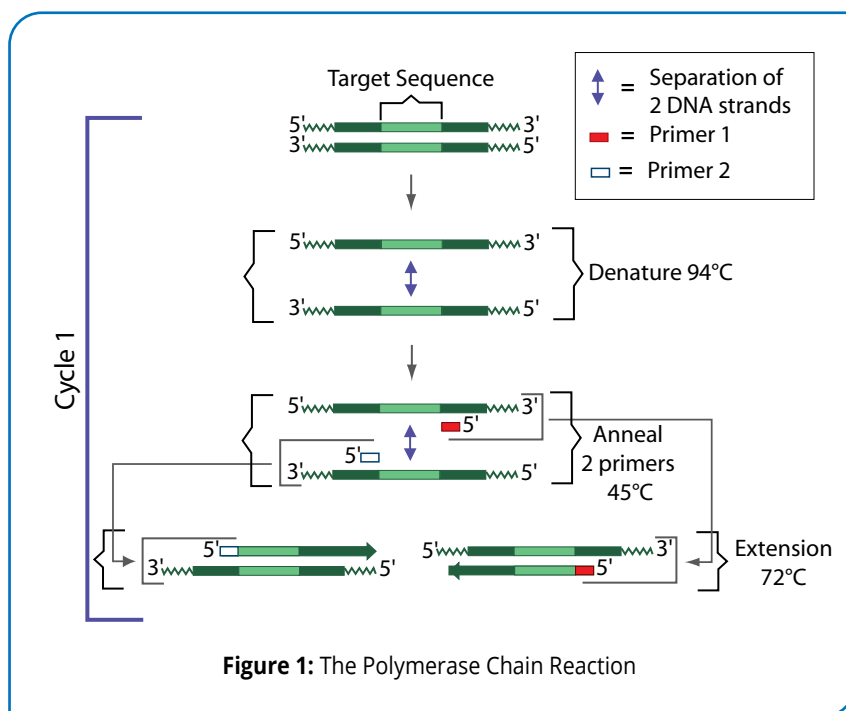 Target Sequence
= Separation of
2 DNA strands
= Primer 1
= Primer 2
5' 3'
3' 5'
5' 3'
Denature 94°C
3' 5'
Cycle 1
5' 3'
5'
5'
3' 5'
Anneal
2 primers
45°C
5'
3' 5'
5' 3'
5'
Extension
72°C
Figure 1: The Polymerase Chain Reaction